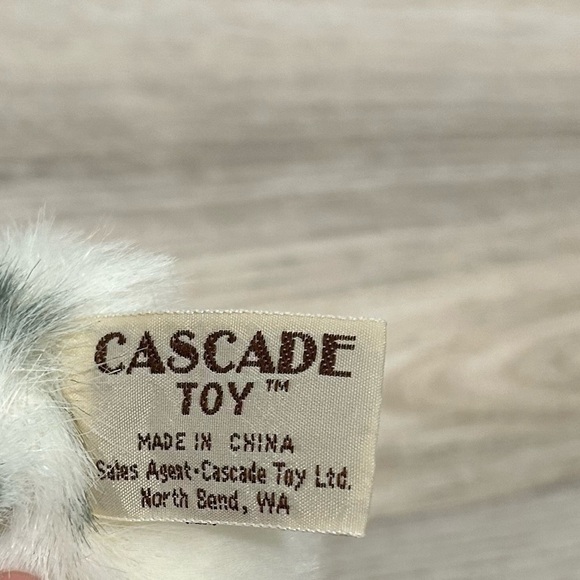 CASCADE
TOY™
MADE IN CHINA
Sales Agent·Cascade Toy Ltd.
North Bend, WA